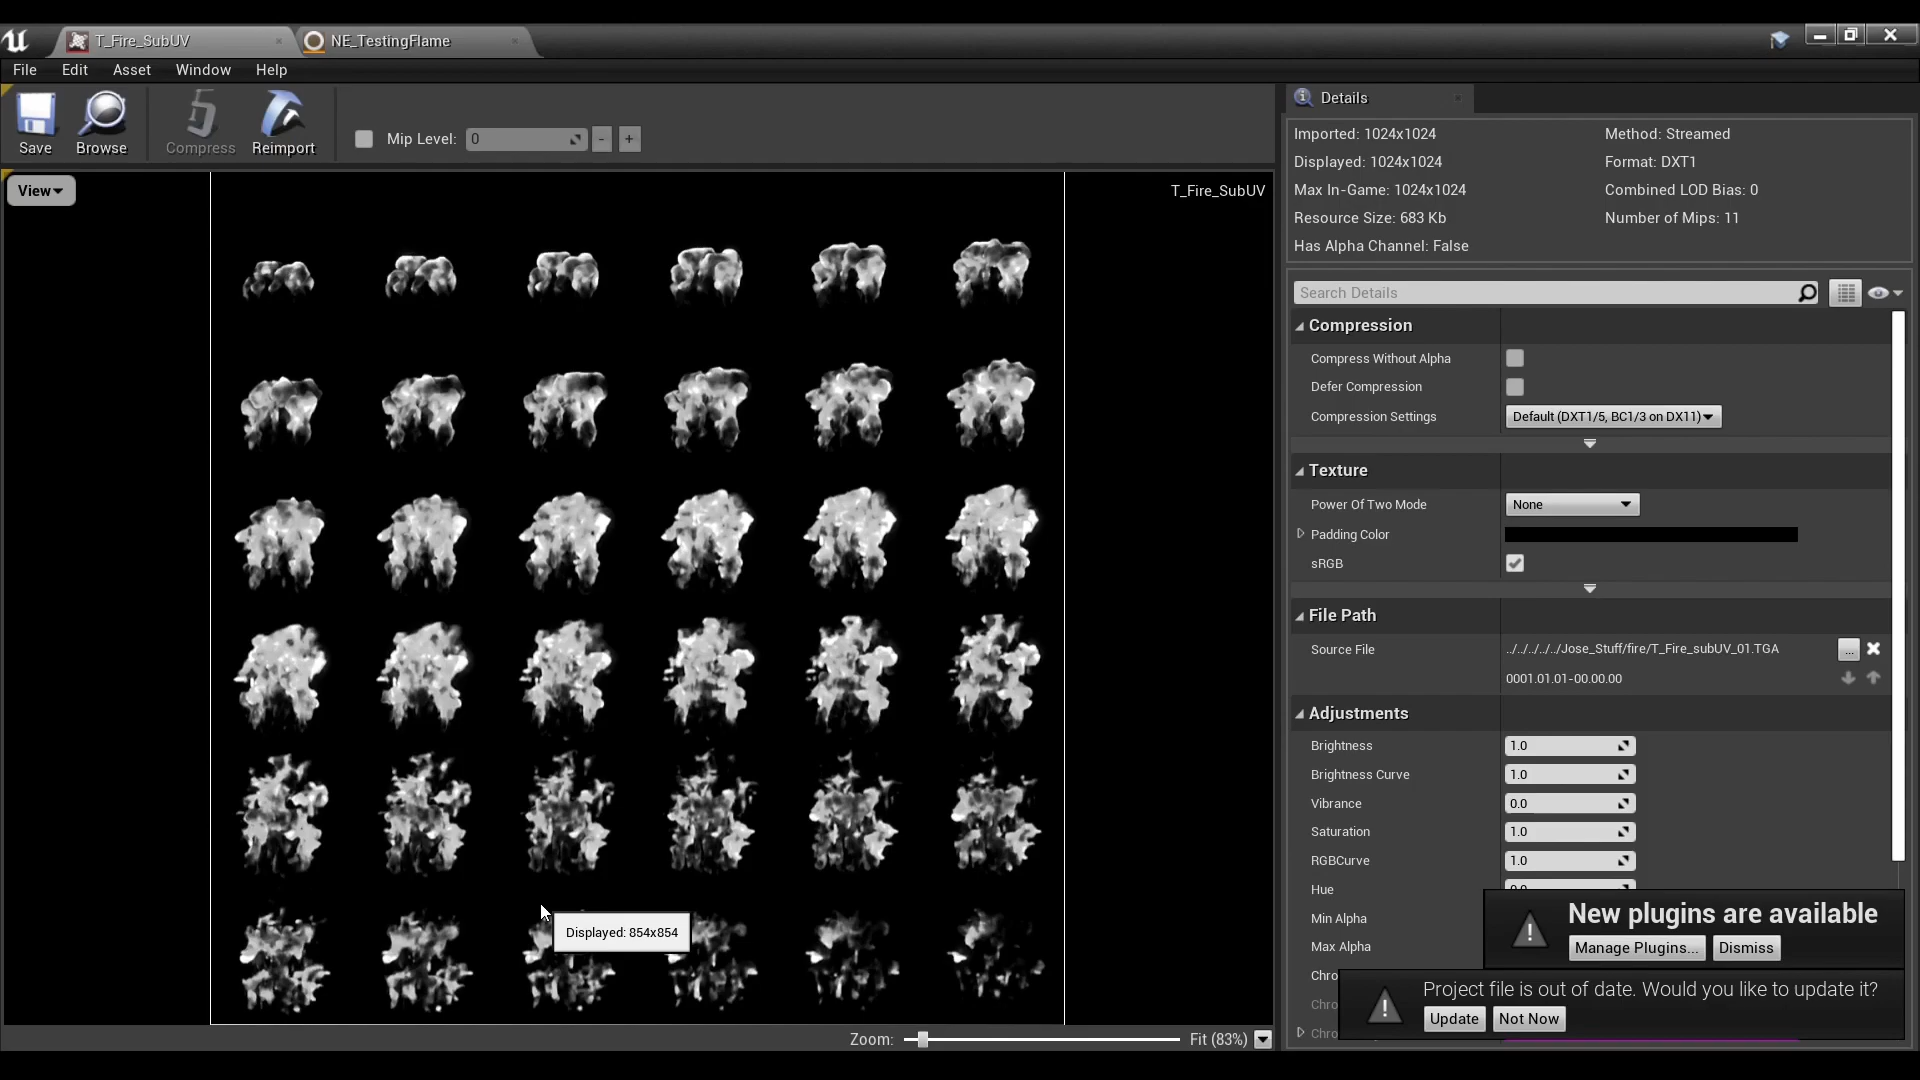 T_Fire_SubUV
NE_TestingFlame
File Edit Asset Window Help
Save Browse Compress Reimport
Mip Level: 0 - +
View
T_Fire_SubUV
Displayed: 854x854
Zoom: Fit (83%)
Details
Imported: 1024x1024 Method: Streamed
Displayed: 1024x1024 Format: DXT1
Max In-Game: 1024x1024 Combined LOD Bias: 0
Resource Size: 683 Kb Number of Mips: 11
Has Alpha Channel: False
Search Details
Compression
Compress Without Alpha
Defer Compression
Compression Settings Default (DXT1/5, BC1/3 on DX11)
Texture
Power Of Two Mode None
Padding Color
sRGB
File Path
Source File ../../../../../Jose_Stuff/fire/T_Fire_subUV_01.TGA ...
0001.01.01-00.00.00
Adjustments
Brightness 1.0
Brightness Curve 1.0
Vibrance 0.0
Saturation 1.0
RGBCurve 1.0
Hue
Min Alpha
Max Alpha
Chro
Chro
Chro
New plugins are available
Manage Plugins... Dismiss
Project file is out of date. Would you like to update it?
Update Not Now